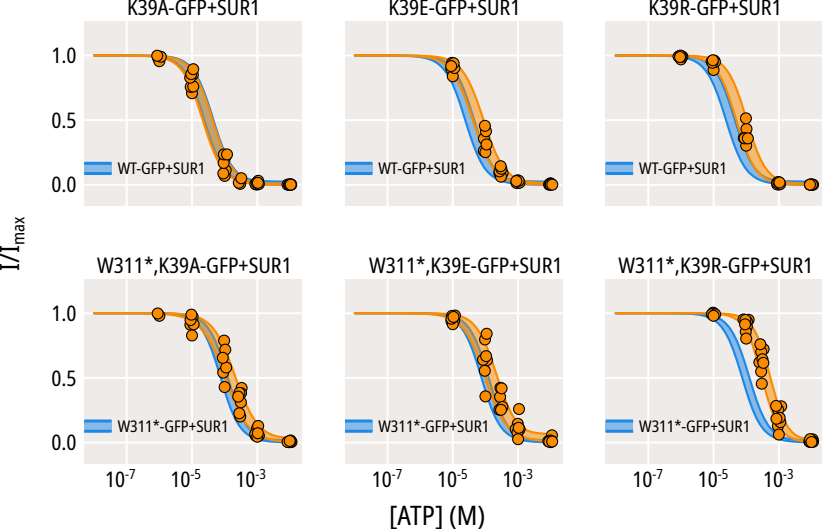 K39A-GFP+SUR1 K39E-GFP+SUR1 K39R-GFP+SUR1
1.0
0.5
0.0
WT-GFP+SUR1 WT-GFP+SUR1 WT-GFP+SUR1
I/Imax
W311*,K39A-GFP+SUR1 W311*,K39E-GFP+SUR1 W311*,K39R-GFP+SUR1
1.0
0.5
0.0
W311*-GFP+SUR1 W311*-GFP+SUR1 W311*-GFP+SUR1
10-7 10-5 10-3 10-7 10-5 10-3 10-7 10-5 10-3
[ATP] (M)